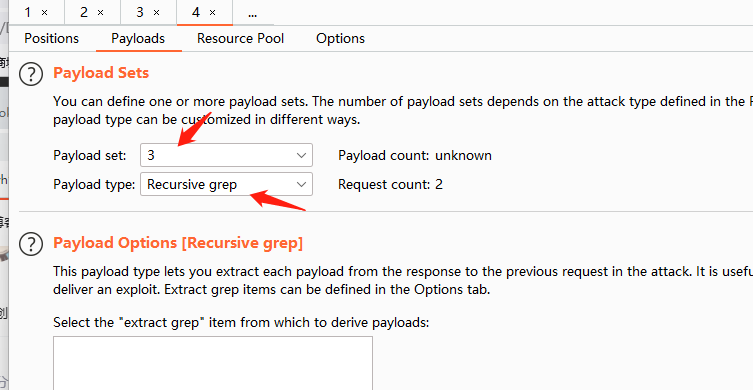 1 × 2 × 3 × 4 × ...
Positions Payloads Resource Pool Options
? Payload Sets
You can define one or more payload sets. The number of payload sets depends on the attack type defined in the
payload type can be customized in different ways.
Payload set: 3 Payload count: unknown
Payload type: Recursive grep Request count: 2
? Payload Options [Recursive grep]
This payload type lets you extract each payload from the response to the previous request in the attack. It is
deliver an exploit. Extract grep items can be defined in the Options tab.
Select the "extract grep" item from which to derive payloads: